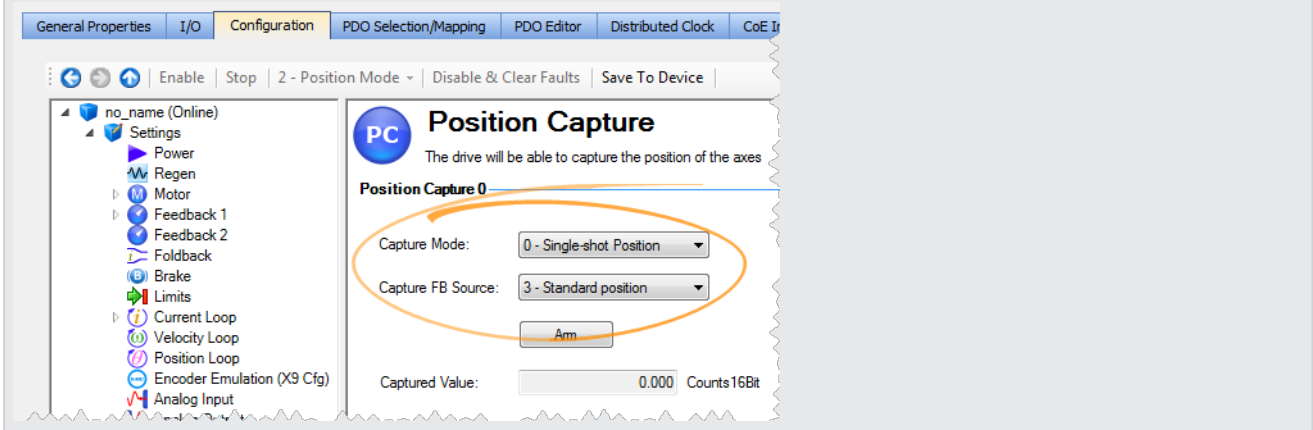 General Properties I/O Configuration PDO Selection/Mapping PDO Editor Distributed Clock CoE
Enable Stop 2 - Position Mode Disable & Clear Faults Save To Device
no_name (Online)
Settings
Power
Regen
M Motor
Feedback 1
Feedback 2
Foldback
B Brake
Limits
Current Loop
Velocity Loop
Position Loop
Encoder Emulation (X9 Cfg)
Analog Input
PC Position Capture
The drive will be able to capture the position of the axes
Position Capture 0
Capture Mode: 0 - Single-shot Position
Capture FB Source: 3 - Standard position
Arm
Captured Value: 0.000 Counts16Bit